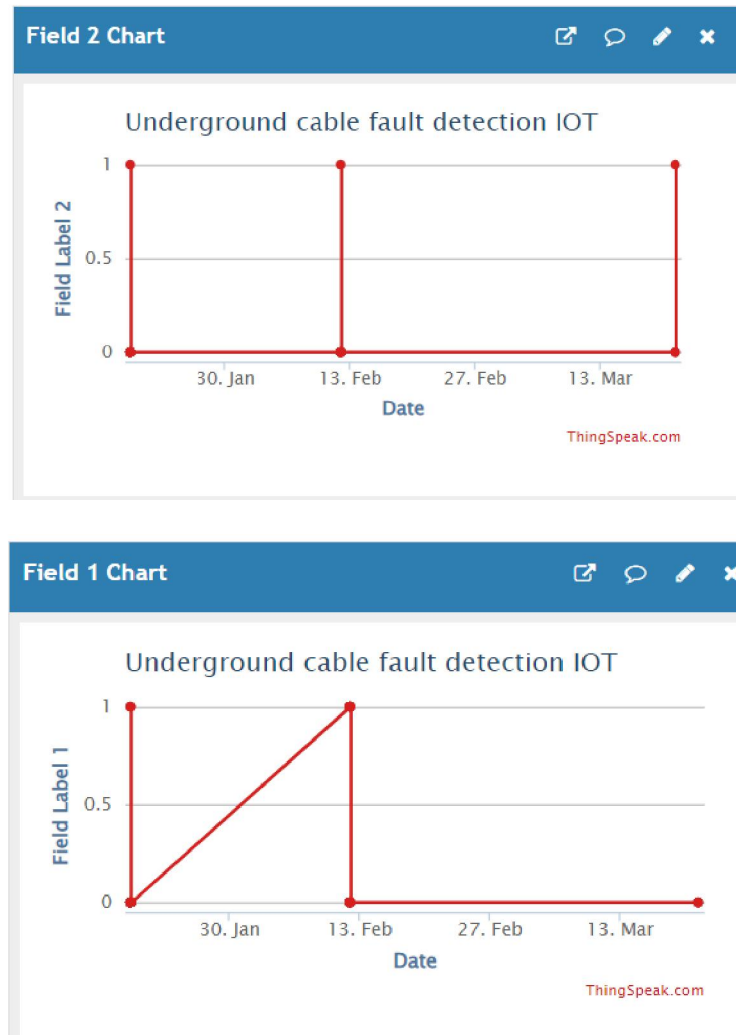 Field 2 Chart
Underground cable fault detection IOT
Field Label 2
1
0.5
0
30. Jan 13. Feb 27. Feb 13. Mar
Date
ThingSpeak.com
Field 1 Chart
Underground cable fault detection IOT
Field Label 1
1
0.5
0
30. Jan 13. Feb 27. Feb 13. Mar
Date
ThingSpeak.com